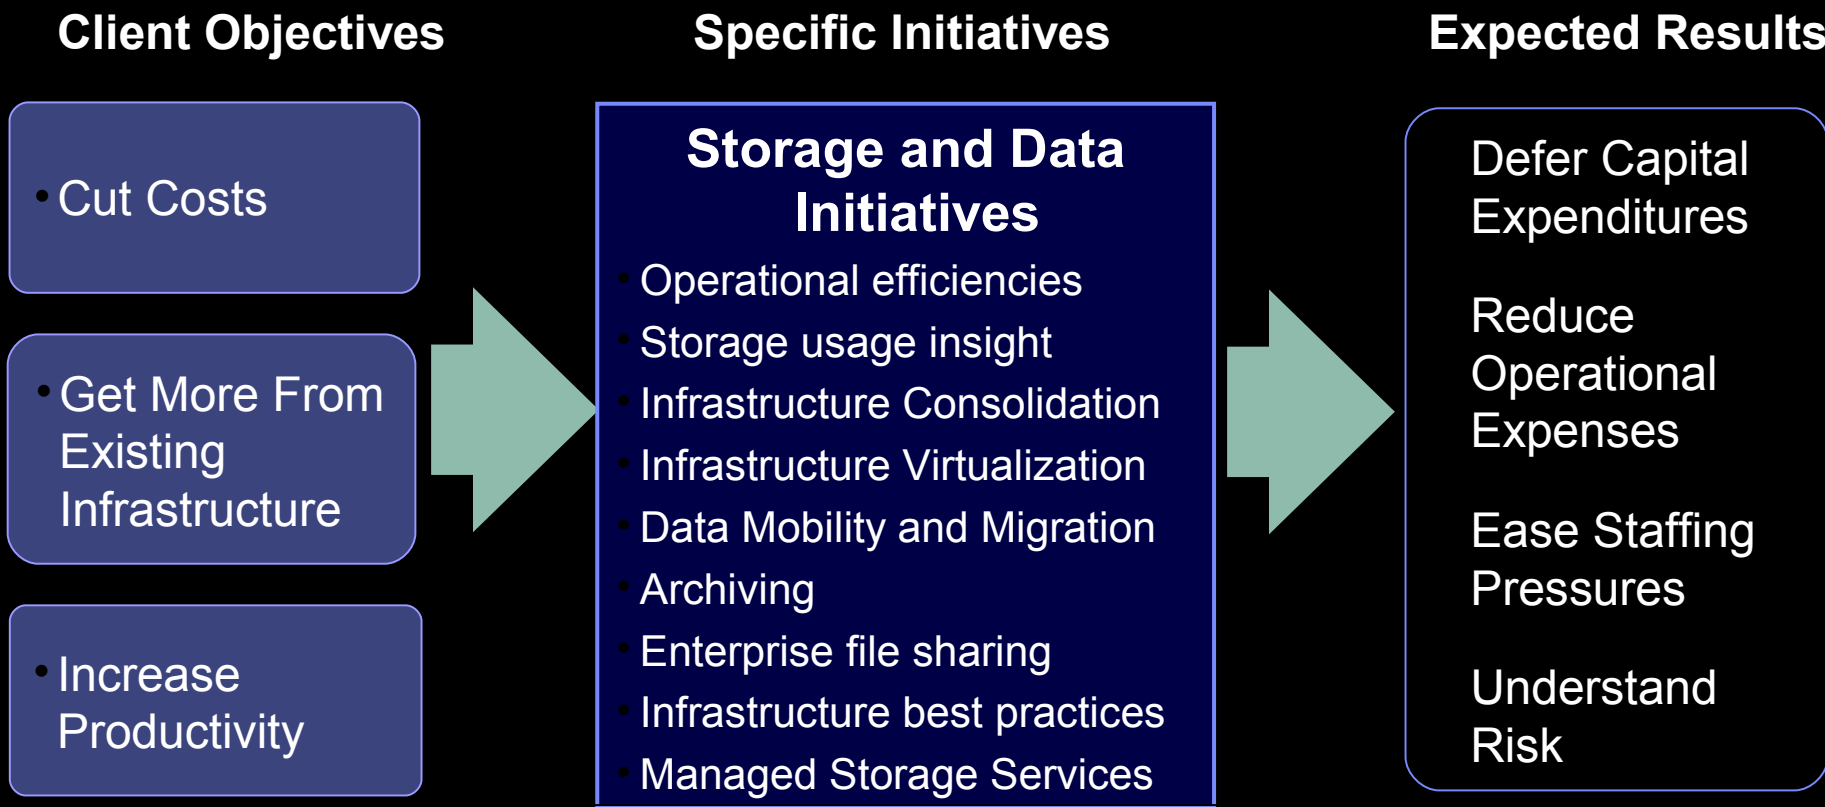 Client Objectives
Specific Initiatives
Expected Results
• Cut Costs
• Get More From
Existing
Infrastructure
• Increase
Productivity
Storage and Data
Initiatives
• Operational efficiencies
• Storage usage insight
• Infrastructure Consolidation
• Infrastructure Virtualization
• Data Mobility and Migration
• Archiving
• Enterprise file sharing
• Infrastructure best practices
• Managed Storage Services
Defer Capital
Expenditures
Reduce
Operational
Expenses
Ease Staffing
Pressures
Understand
Risk